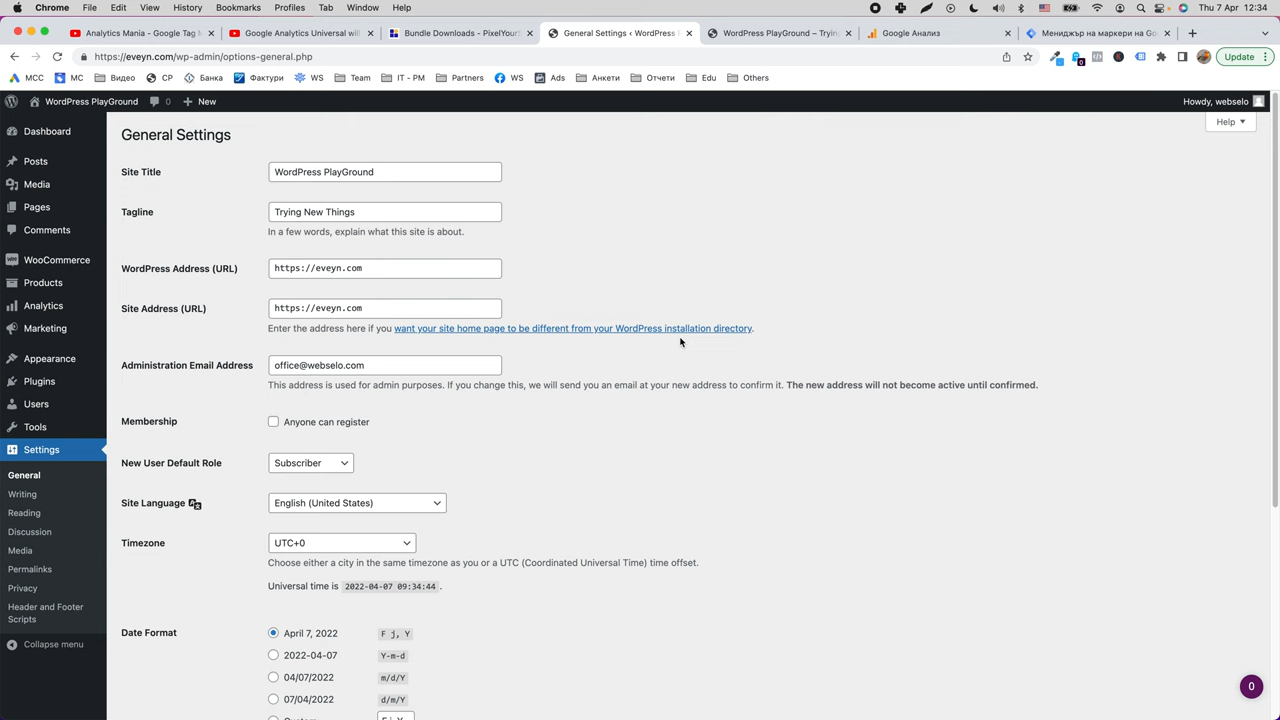 Chrome File Edit View History Bookmarks Profiles Tab Window Help Thu 7 Apr 12:34
Analytics Mania - Google Tag M Google Analytics Universal will Bundle Downloads - PixelYourS General Settings ‹ WordPress WordPress PlayGround – Trying Google Анализ Мениджър на маркери на Go
https://eveyn.com/wp-admin/options-general.php Update
MCC MC Видео CP Банка Фактури WS Team IT - PM Partners WS Ads Анкети Отчети Edu Others
WordPress PlayGround 0 New Howdy, webselo
Help
Dashboard
Posts
Media
Pages
Comments
WooCommerce
Products
Analytics
Marketing
Appearance
Plugins
Users
Tools
Settings
General
Writing
Reading
Discussion
Media
Permalinks
Privacy
Header and Footer
Scripts
Collapse menu
General Settings
Site Title WordPress PlayGround
Tagline Trying New Things
In a few words, explain what this site is about.
WordPress Address (URL) https://eveyn.com
Site Address (URL) https://eveyn.com
Enter the address here if you want your site home page to be different from your WordPress installation directory.
Administration Email Address office@webselo.com
This address is used for admin purposes. If you change this, we will send you an email at your new address to confirm it. The new address will not become active until confirmed.
Membership Anyone can register
New User Default Role Subscriber
Site Language English (United States)
Timezone UTC+0
Choose either a city in the same timezone as you or a UTC (Coordinated Universal Time) time offset.
Universal time is 2022-04-07 09:34:44 .
Date Format April 7, 2022 F j, Y
2022-04-07 Y-m-d
04/07/2022 m/d/Y
07/04/2022 d/m/Y
0